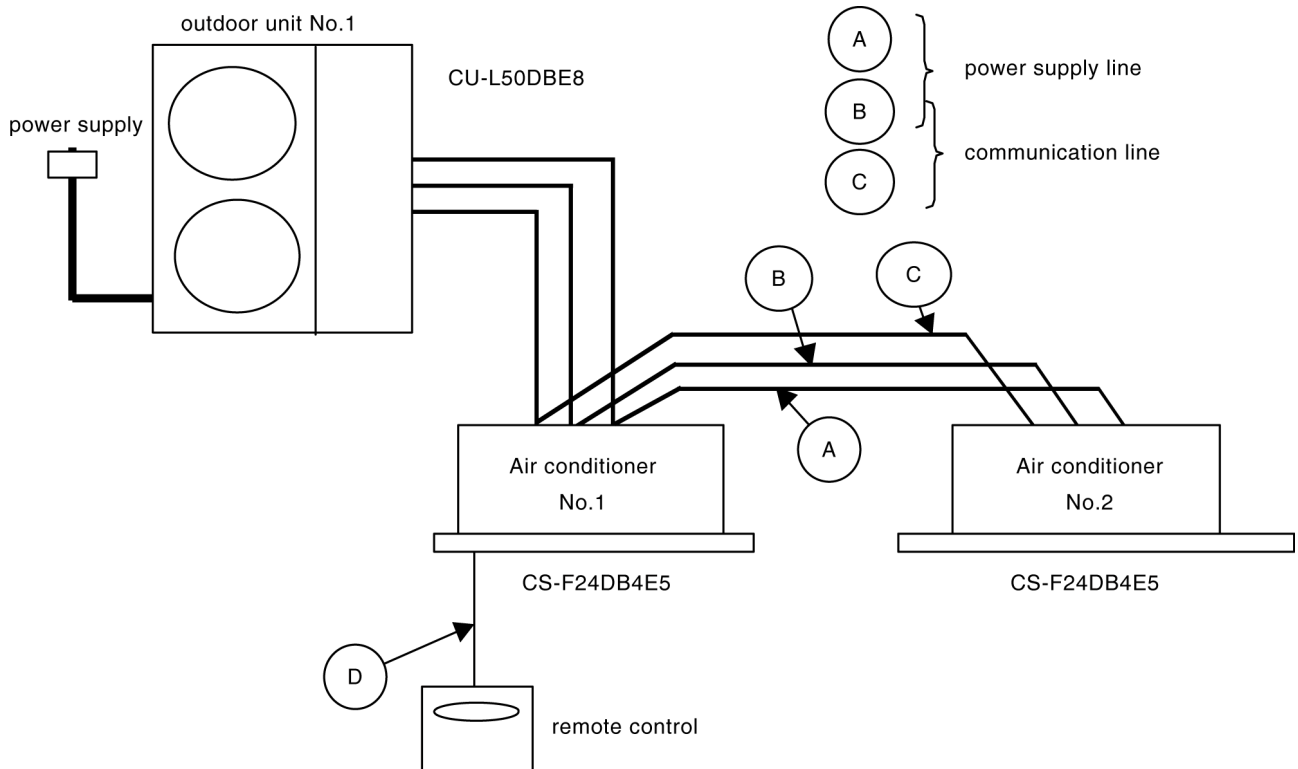 outdoor unit No.1
CU-L50DBE8
power supply
A
B
C
power supply line
communication line
B
C
A
Air conditioner
No.1
Air conditioner
No.2
CS-F24DB4E5
CS-F24DB4E5
D
remote control